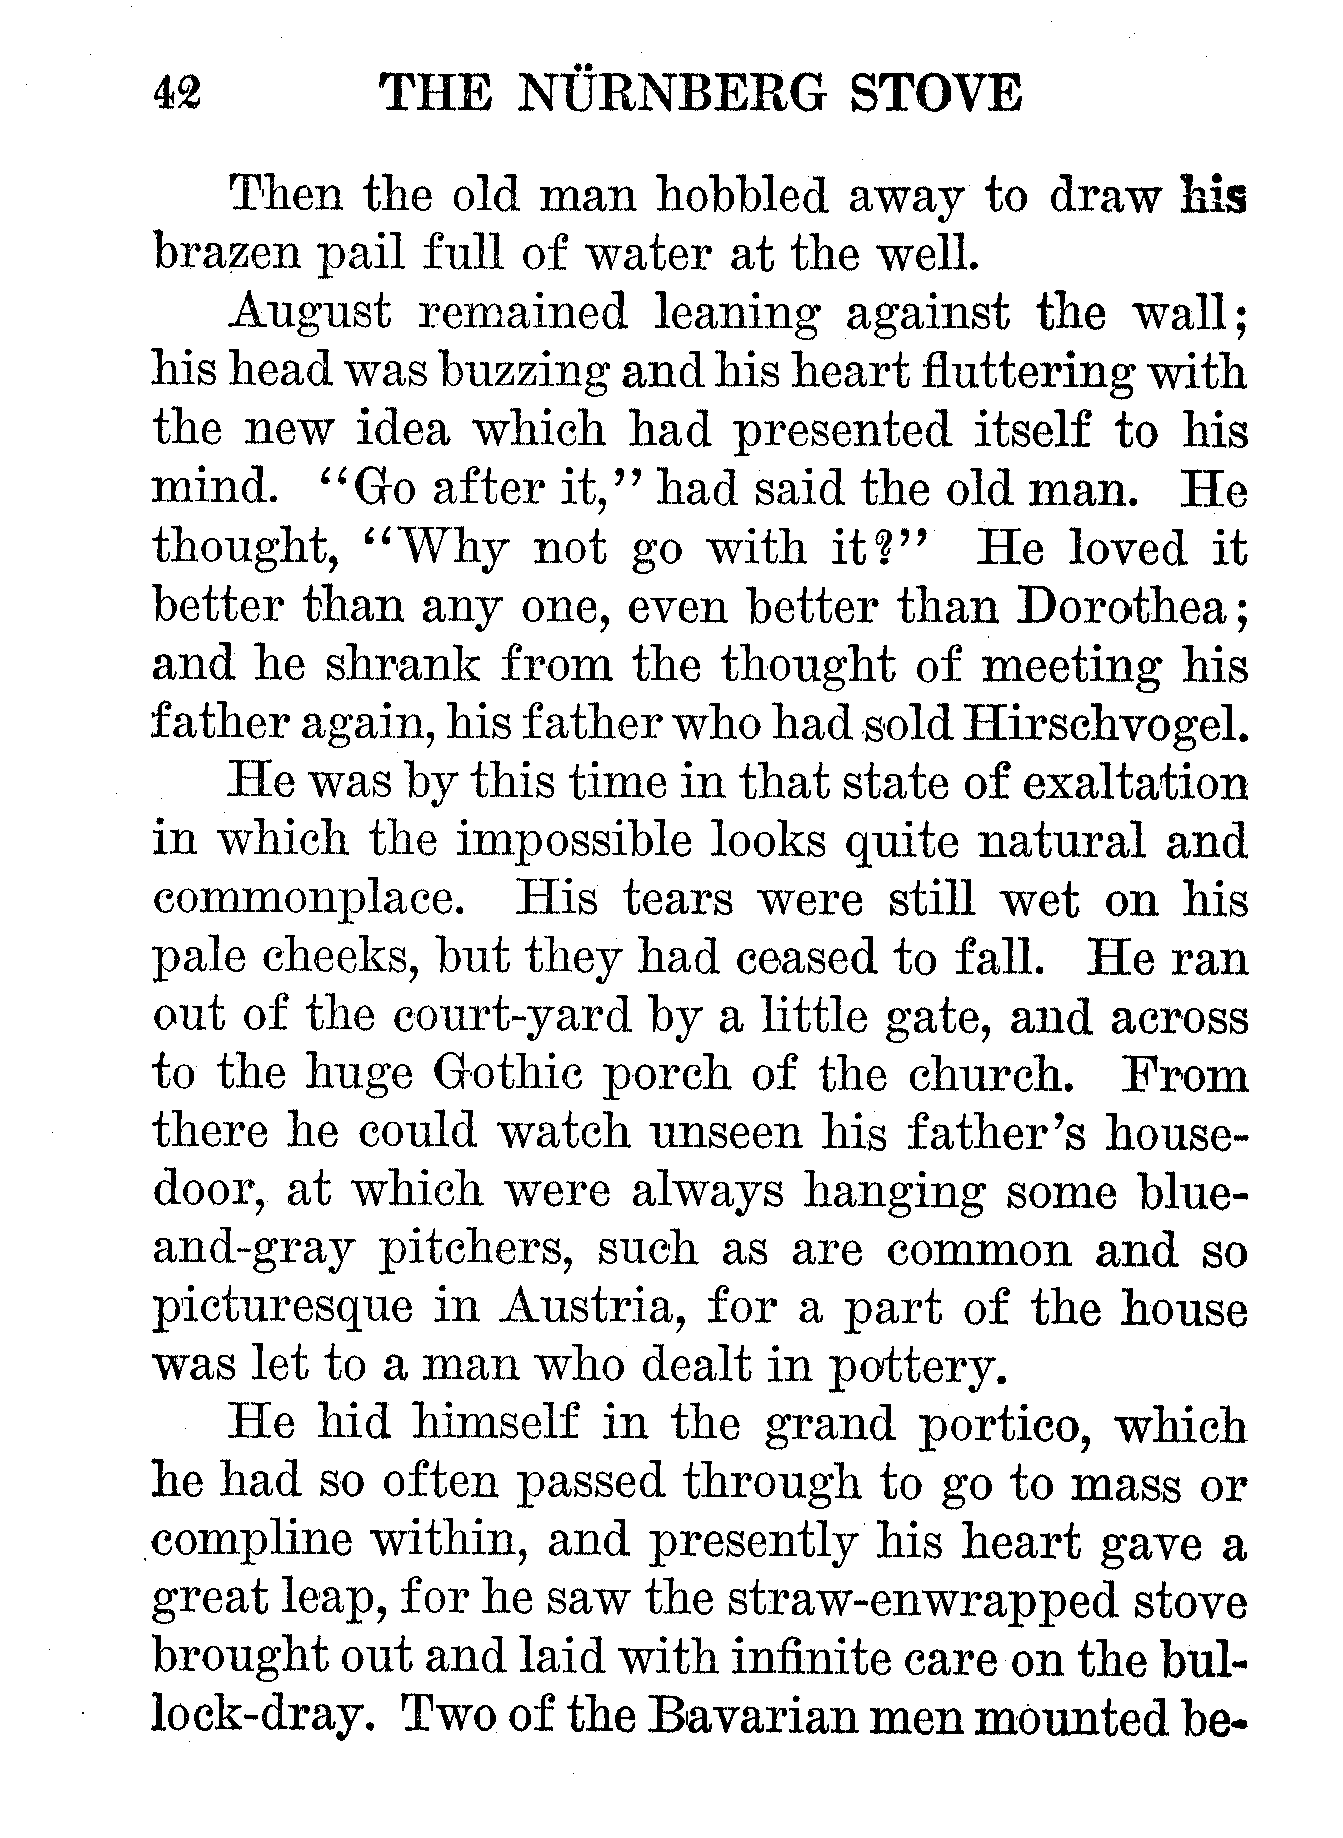 42 THE NÜRNBERG STOVE
Then the old man hobbled away to draw his
brazen pail full of water at the well.
August remained leaning against the wall;
his head was buzzing and his heart fluttering with
the new idea which had presented itself to his
mind. “Go after it,” had said the old man. He
thought, “Why not go with it?” He loved it
better than any one, even better than Dorothea;
and he shrank from the thought of meeting his
father again, his father who had sold Hirschvogel.
He was by this time in that state of exaltation
in which the impossible looks quite natural and
commonplace. His tears were still wet on his
pale cheeks, but they had ceased to fall. He ran
out of the court-yard by a little gate, and across
to the huge Gothic porch of the church. From
there he could watch unseen his father’s house-
door, at which were always hanging some blue-
and-gray pitchers, such as are common and so
picturesque in Austria, for a part of the house
was let to a man who dealt in pottery.
He hid himself in the grand portico, which
he had so often passed through to go to mass or
compline within, and presently his heart gave a
great leap, for he saw the straw-enwrapped stove
brought out and laid with infinite care on the bul-
lock-dray. Two of the Bavarian men mounted be-